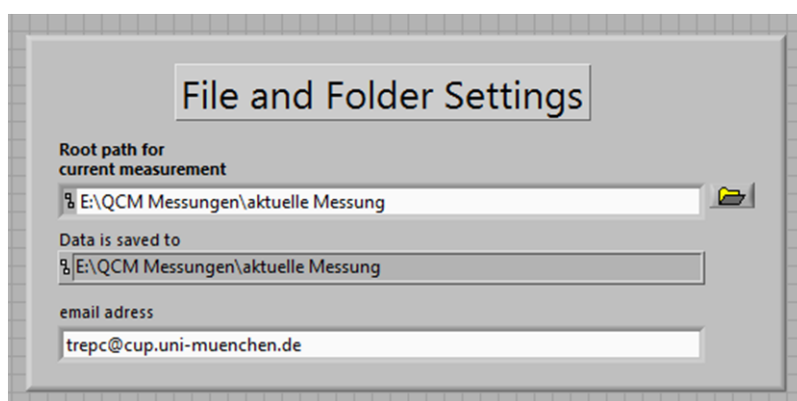 File and Folder Settings
Root path for
current measurement
E:\QCM Messungen\aktuelle Messung
Data is saved to
E:\QCM Messungen\aktuelle Messung
email adress
trepc@cup.uni-muenchen.de